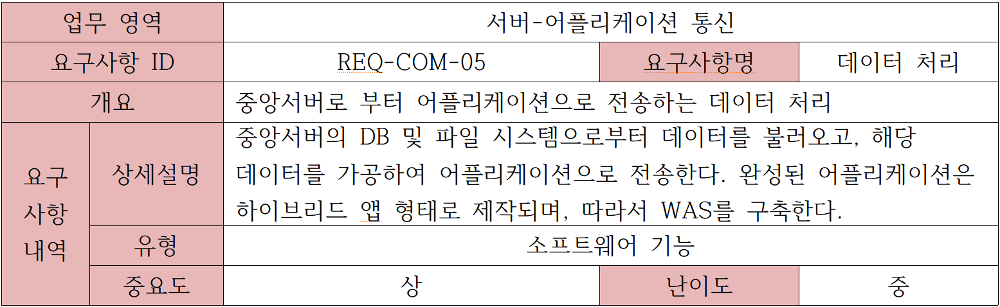 업무 영역 서버-어플리케이션 통신
요구사항 ID REQ-COM-05 요구사항명 데이터 처리
개요 중앙서버로 부터 어플리케이션으로 전송하는 데이터 처리
요구
사항
내역
상세설명
중앙서버의 DB 및 파일 시스템으로부터 데이터를 불러오고, 해당
데이터를 가공하여 어플리케이션으로 전송한다. 완성된 어플리케이션은
하이브리드 앱 형태로 제작되며, 따라서 WAS를 구축한다.
유형 소프트웨어 기능
중요도 상 난이도 중